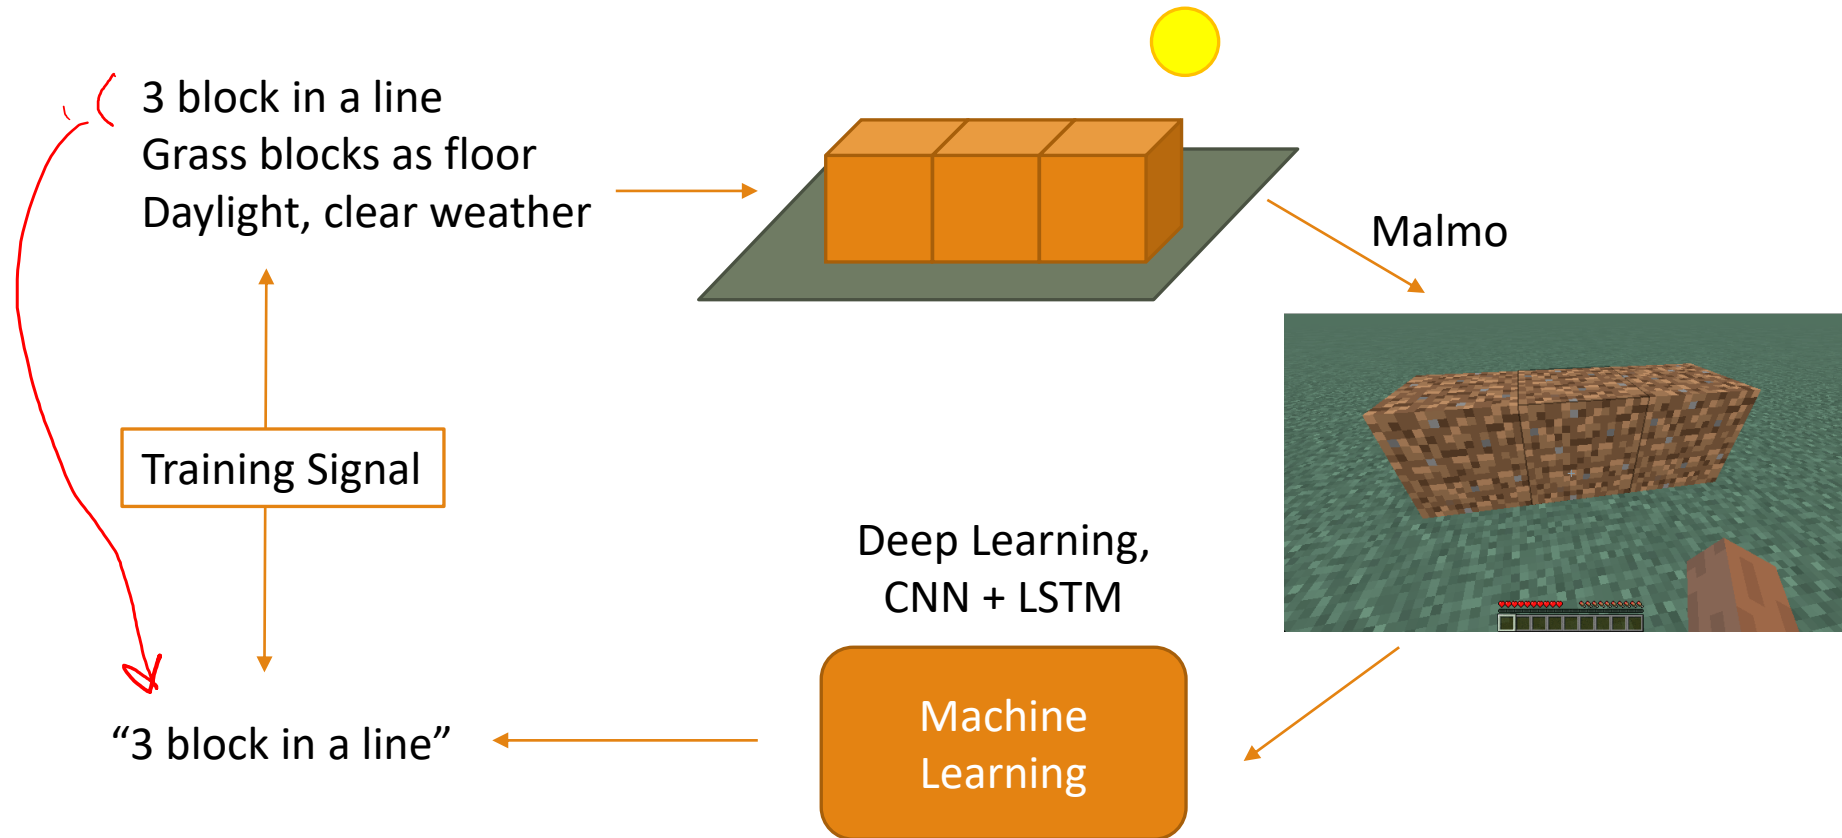 3 block in a line
Grass blocks as floor
Daylight, clear weather
Malmo
Training Signal
Deep Learning,
CNN + LSTM
Machine
Learning
“3 block in a line”